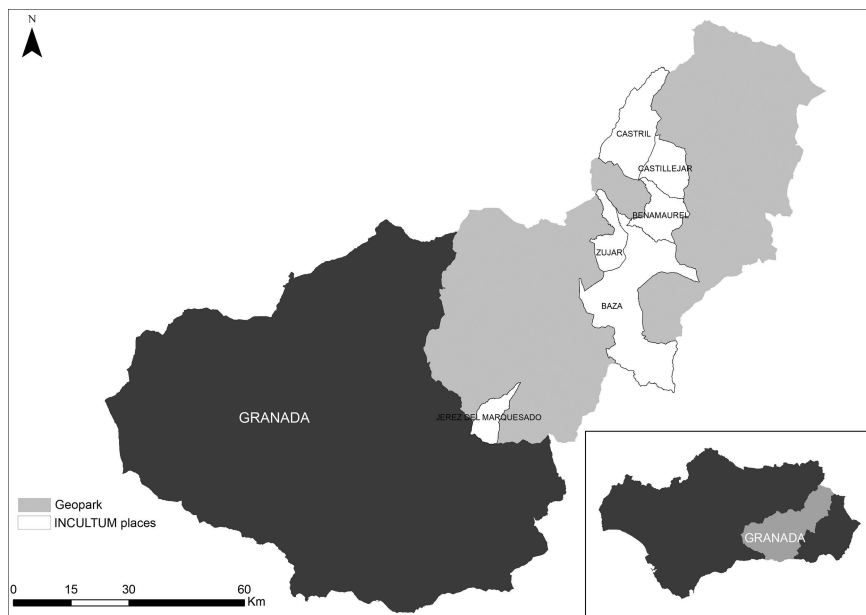 N
CASTRIL
CASTILLEJAR
BENAMAUREL
ZUJAR
BAZA
JEREZ DEL MARQUESADO
GRANADA
Geopark
INCULTUM places
0 15 30 60
Km
GRANADA